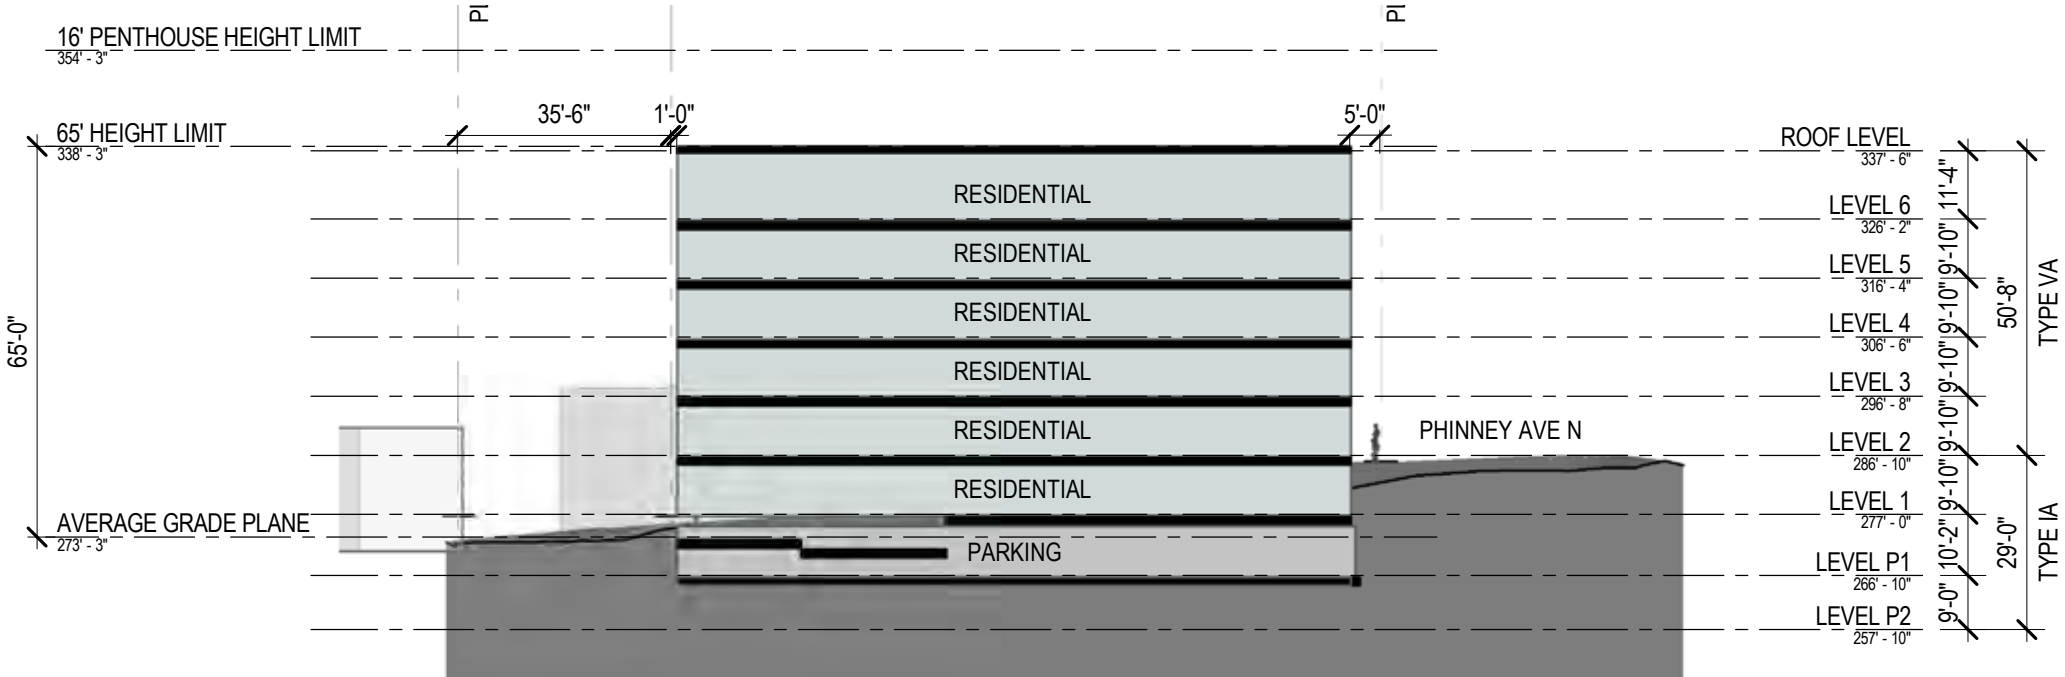 16' PENTHOUSE HEIGHT LIMIT
354' - 3"
35'-6"
1'-0"
5'-0"
65' HEIGHT LIMIT
338' - 3"
ROOF LEVEL
337' - 6"
11'-4"
RESIDENTIAL
LEVEL 6
326' - 2"
9'-10"
RESIDENTIAL
LEVEL 5
316' - 4"
9'-10"
RESIDENTIAL
LEVEL 4
306' - 6"
9'-10"
RESIDENTIAL
LEVEL 3
296' - 8"
9'-10"
RESIDENTIAL
PHINNEY AVE N
LEVEL 2
286' - 10"
9'-10"
RESIDENTIAL
LEVEL 1
277' - 0"
10'-2"
AVERAGE GRADE PLANE
273' - 3"
PARKING
LEVEL P1
266' - 10"
9'-0"
LEVEL P2
257' - 10"
65'-0"
50'-8"
TYPE VA
29'-0"
TYPE IA